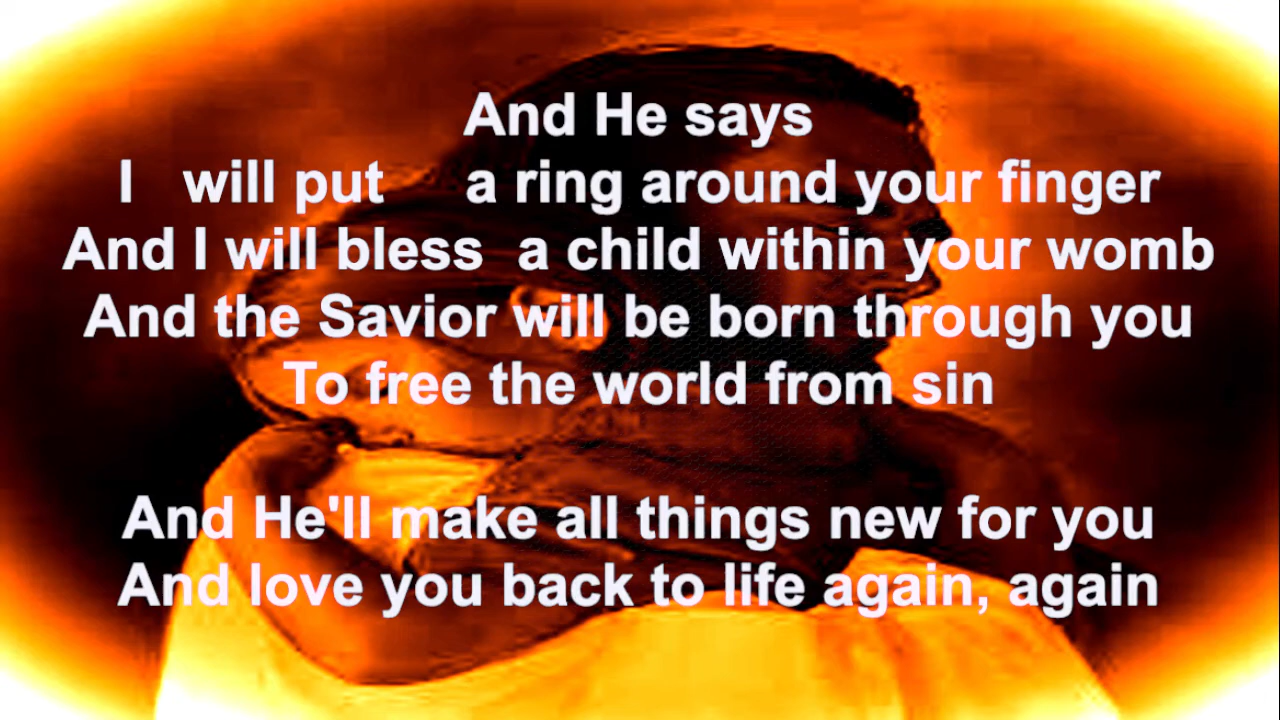 And He says
I will put a ring around your finger
And I will bless a child within your womb
And the Savior will be born through you
To free the world from sin
And He'll make all things new for you
And love you back to life again, again